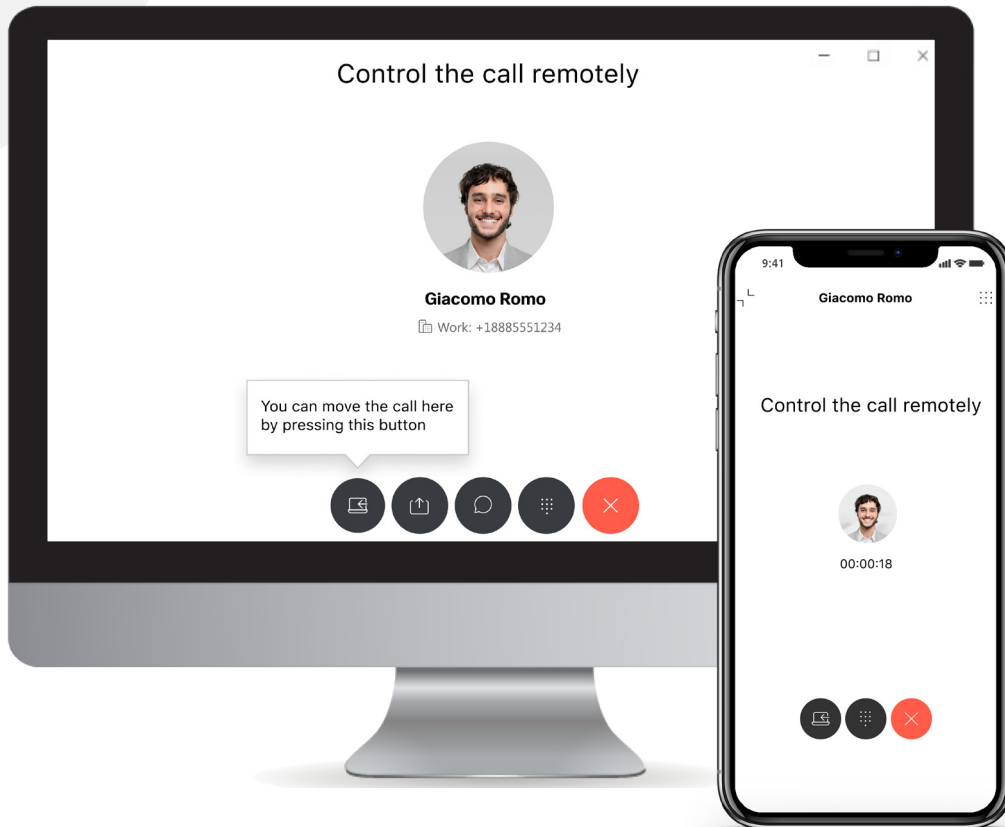 Control the call remotely
Giacomo Romo
Work: +18885551234
You can move the call here
by pressing this button
9:41
Giacomo Romo
Control the call remotely
00:00:18